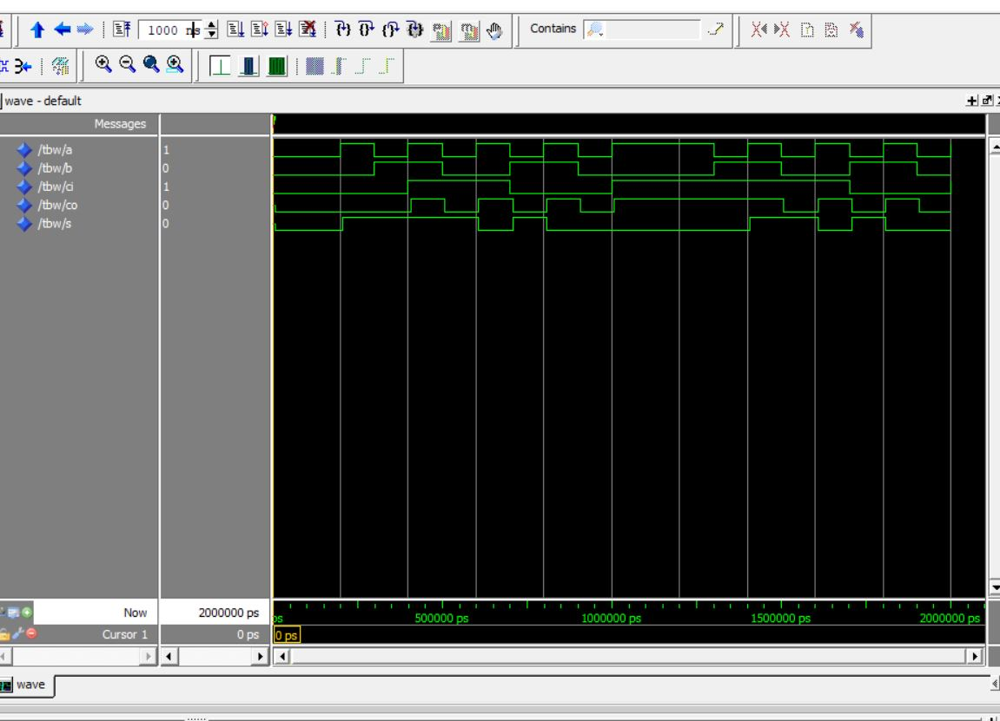 1000 ns
Contains
wave - default
Messages
/tbw/a 1
/tbw/b 0
/tbw/ci 1
/tbw/co 0
/tbw/s 0
Now 2000000 ps
ps 500000 ps 1000000 ps 1500000 ps 2000000 ps
Cursor 1 0 ps 0 ps
wave